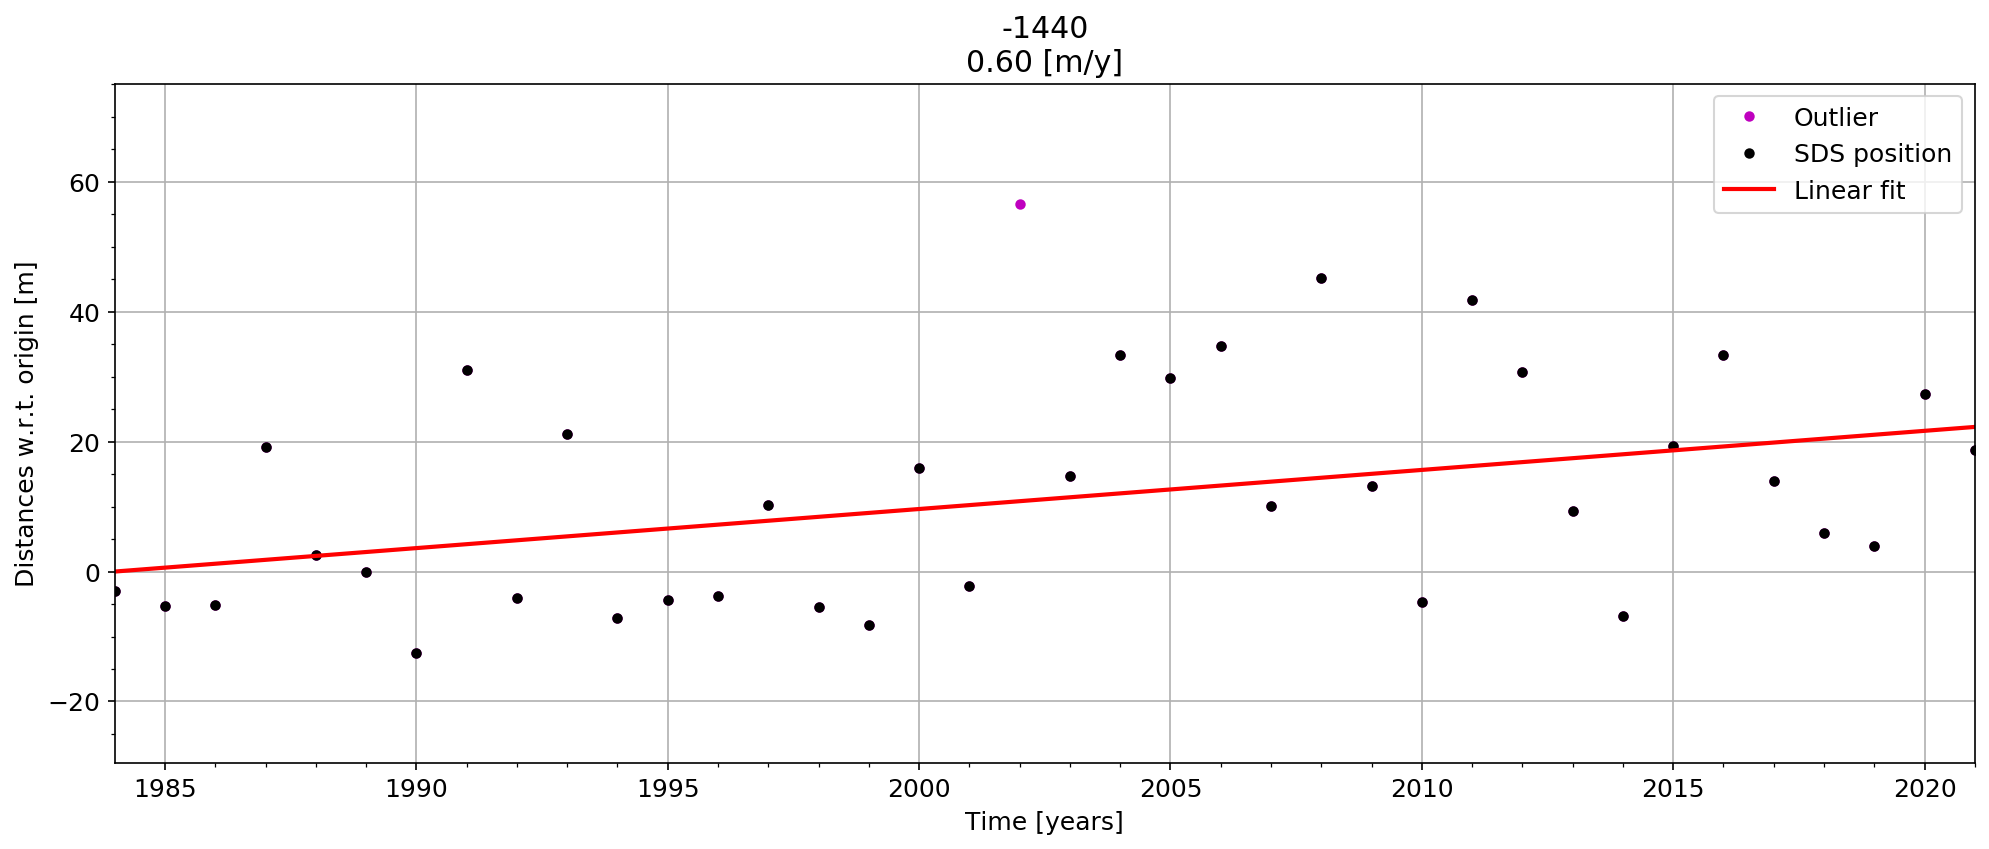 -1440
0.60 [m/y]
Outlier
SDS position
Linear fit
Distances w.r.t. origin [m]
60
40
20
0
−20
1985 1990 1995 2000 2005 2010 2015 2020
Time [years]